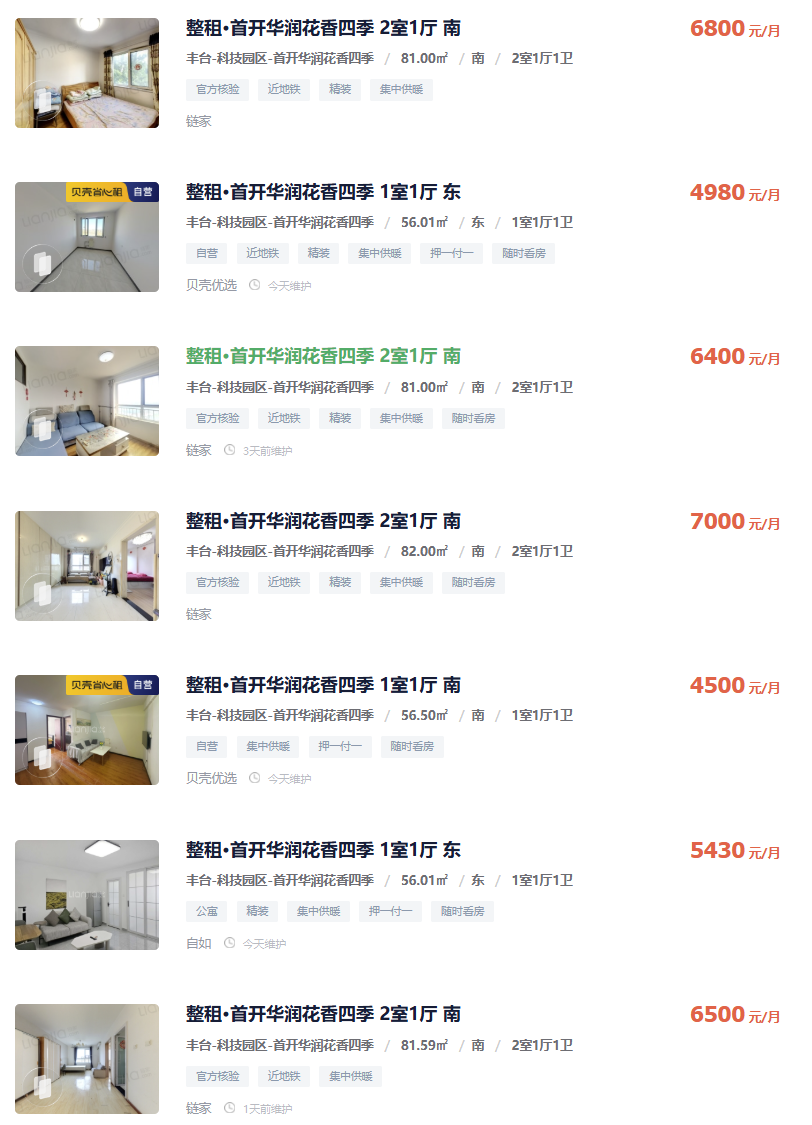 整租·首开华润花香四季 2室1厅 南
6800 元/月
丰台-科技园区-首开华润花香四季 / 81.00㎡ / 南 / 2室1厅1卫
官方核验 近地铁 精装 集中供暖
链家
贝壳省心租 自营
整租·首开华润花香四季 1室1厅 东
4980 元/月
丰台-科技园区-首开华润花香四季 / 56.01㎡ / 东 / 1室1厅1卫
自营 近地铁 精装 集中供暖 押一付一 随时看房
贝壳优选 今天维护
整租·首开华润花香四季 2室1厅 南
6400 元/月
丰台-科技园区-首开华润花香四季 / 81.00㎡ / 南 / 2室1厅1卫
官方核验 近地铁 精装 集中供暖 随时看房
链家 3天前维护
整租·首开华润花香四季 2室1厅 南
7000 元/月
丰台-科技园区-首开华润花香四季 / 82.00㎡ / 南 / 2室1厅1卫
官方核验 近地铁 精装 集中供暖 随时看房
链家
贝壳省心租 自营
整租·首开华润花香四季 1室1厅 南
4500 元/月
丰台-科技园区-首开华润花香四季 / 56.50㎡ / 南 / 1室1厅1卫
自营 集中供暖 押一付一 随时看房
贝壳优选 今天维护
整租·首开华润花香四季 1室1厅 东
5430 元/月
丰台-科技园区-首开华润花香四季 / 56.01㎡ / 东 / 1室1厅1卫
公寓 精装 集中供暖 押一付一 随时看房
自如 今天维护
整租·首开华润花香四季 2室1厅 南
6500 元/月
丰台-科技园区-首开华润花香四季 / 81.59㎡ / 南 / 2室1厅1卫
官方核验 近地铁 集中供暖
链家 1天前维护